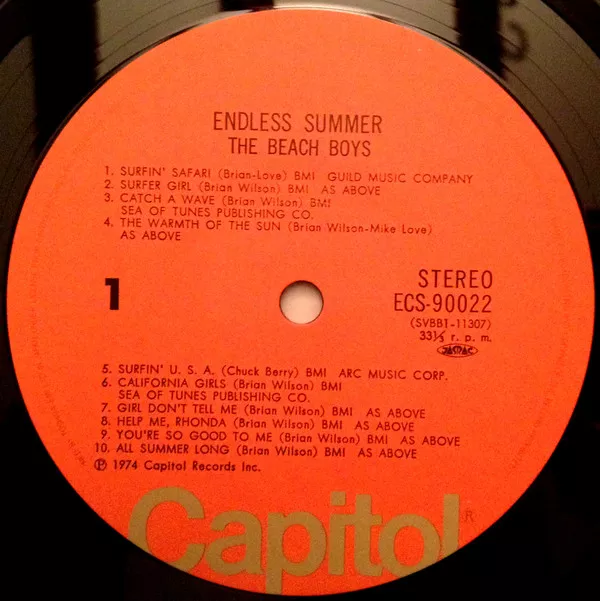 ENDLESS SUMMER
THE BEACH BOYS
1. SURFIN' SAFARI (Brian-Love) BMI GUILD MUSIC COMPANY
2. SURFER GIRL (Brian Wilson) BMI AS ABOVE
3. CATCH A WAVE (Brian Wilson) BMI
SEA OF TUNES PUBLISHING CO.
4. THE WARMTH OF THE SUN (Brian Wilson-Mike Love)
AS ABOVE
1
STEREO
ECS-90022
(SVBBT-11307)
33⅓ r. p. m.
JASRAC
5. SURFIN' U. S. A. (Chuck Berry) BMI ARC MUSIC CORP.
6. CALIFORNIA GIRLS (Brian Wilson) BMI
SEA OF TUNES PUBLISHING CO.
7. GIRL DON'T TELL ME (Brian Wilson) BMI AS ABOVE
8. HELP ME, RHONDA (Brian Wilson) BMI AS ABOVE
9. YOU'RE SO GOOD TO ME (Brian Wilson) BMI AS ABOVE
10. ALL SUMMER LONG (Brian Wilson) BMI AS ABOVE
℗ 1974 Capitol Records Inc.
Capitol®